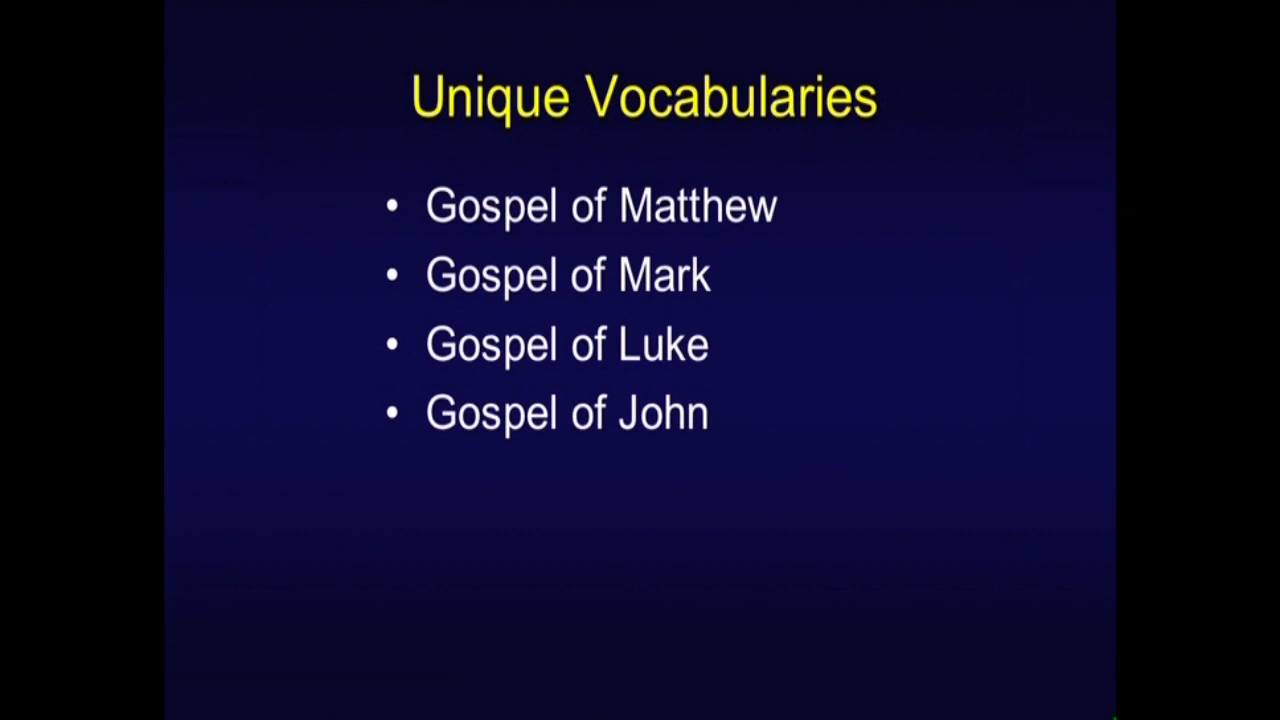 Unique Vocabularies
• Gospel of Matthew
• Gospel of Mark
• Gospel of Luke
• Gospel of John